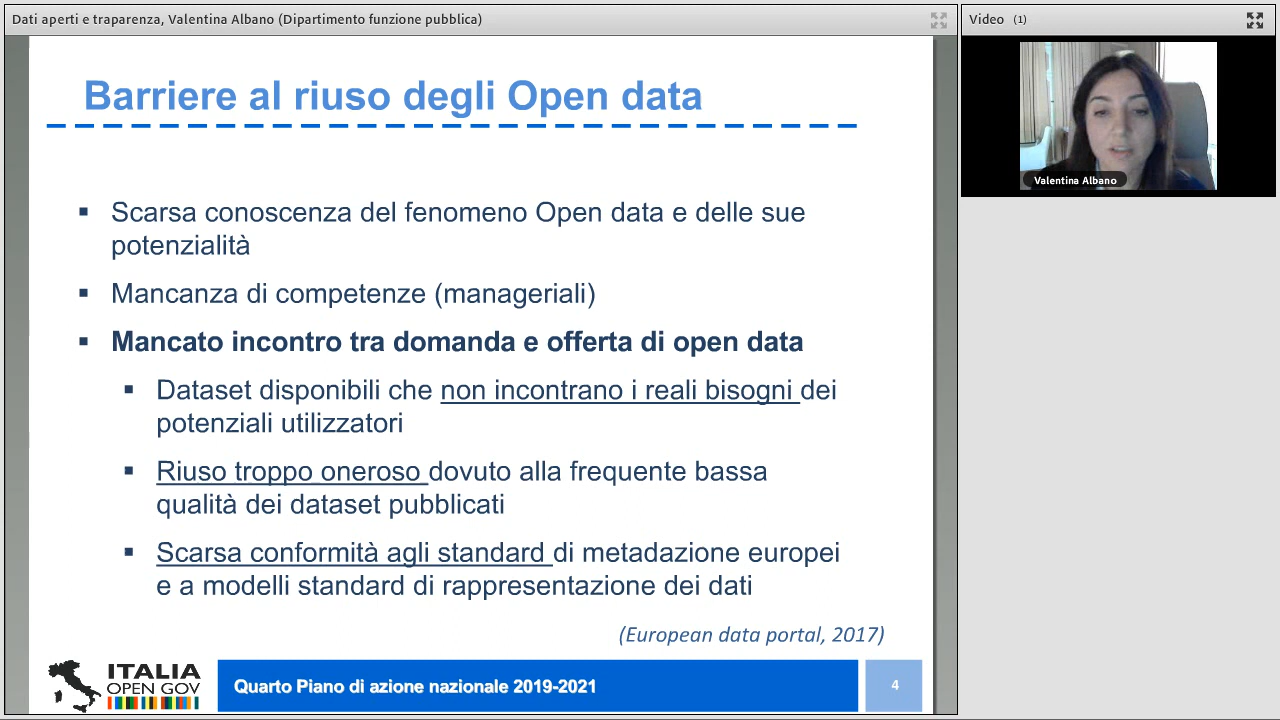 Dati aperti e traparenza, Valentina Albano (Dipartimento funzione pubblica)
Video (1)
Valentina Albano
Barriere al riuso degli Open data
Scarsa conoscenza del fenomeno Open data e delle sue
potenzialità
Mancanza di competenze (manageriali)
Mancato incontro tra domanda e offerta di open data
Dataset disponibili che non incontrano i reali bisogni dei
potenziali utilizzatori
Riuso troppo oneroso dovuto alla frequente bassa
qualità dei dataset pubblicati
Scarsa conformità agli standard di metadazione europei
e a modelli standard di rappresentazione dei dati
(European data portal, 2017)
ITALIA
OPEN GOV
Quarto Piano di azione nazionale 2019-2021
4